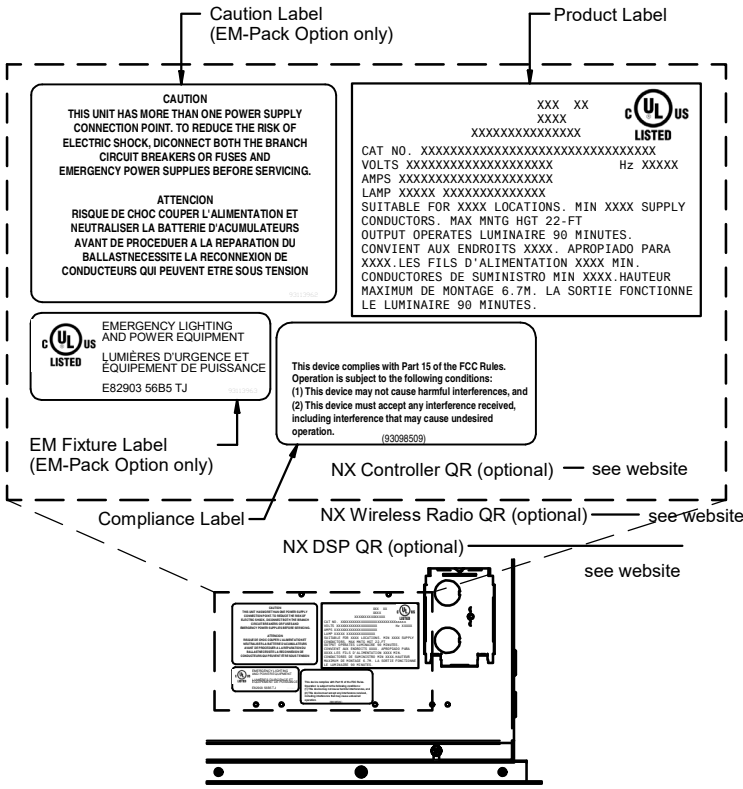 Caution Label
(EM-Pack Option only)
Product Label
CAUTION
THIS UNIT HAS MORE THAN ONE POWER SUPPLY
CONNECTION POINT. TO REDUCE THE RISK OF
ELECTRIC SHOCK, DICONNECT BOTH THE BRANCH
CIRCUIT BREAKERS OR FUSES AND
EMERGENCY POWER SUPPLIES BEFORE SERVICING.
ATTENCION
RISQUE DE CHOC COUPER L'ALIMENTATION ET
NEUTRALISER LA BATTERIE D'ACUMULATEURS
AVANT DE PROCEDUER A LA REPARATION DU
BALLASTNECESSITE LA RECONNEXION DE
CONDUCTEURS QUI PEUVENT ETRE SOUS TENSION
XXX XX
XXXX
XXXXXXXXXXXXXXX
C UL US
LISTED
CAT NO. XXXXXXXXXXXXXXXXXXXXXXXXXXXXXXXX
VOLTS XXXXXXXXXXXXXXXXXXXX Hz XXXXX
AMPS XXXXXXXXXXXXXXXXXXXXX
LAMP XXXXX XXXXXXXXXXXXXX
SUITABLE FOR XXXX LOCATIONS. MIN XXXX SUPPLY
CONDUCTORS. MAX MNTG HGT 22-FT
OUTPUT OPERATES LUMINAIRE 90 MINUTES.
CONVIENT AUX ENDROITS XXXX. APROPIADO PARA
XXXX.LES FILS D'ALIMENTATION XXXX MIN.
CONDUCTORES DE SUMINISTRO MIN XXXX.HAUTEUR
MAXIMUM DE MONTAGE 6.7M. LA SORTIE FONCTIONNE
LE LUMINAIRE 90 MINUTES.
C UL US
LISTED
EMERGENCY LIGHTING
AND POWER EQUIPMENT
LUMIÈRES D'URGENCE ET
ÉQUIPEMENT DE PUISSANCE
E82903 56B5 TJ
This device complies with Part 15 of the FCC Rules.
Operation is subject to the following conditions:
(1) This device may not cause harmful interferences, and
(2) This device must accept any interference received,
including interference that may cause undesired
operation.
(93098509)
EM Fixture Label
(EM-Pack Option only)
NX Controller QR (optional) see website
Compliance Label
NX Wireless Radio QR (optional) see website
NX DSP QR (optional)
see website